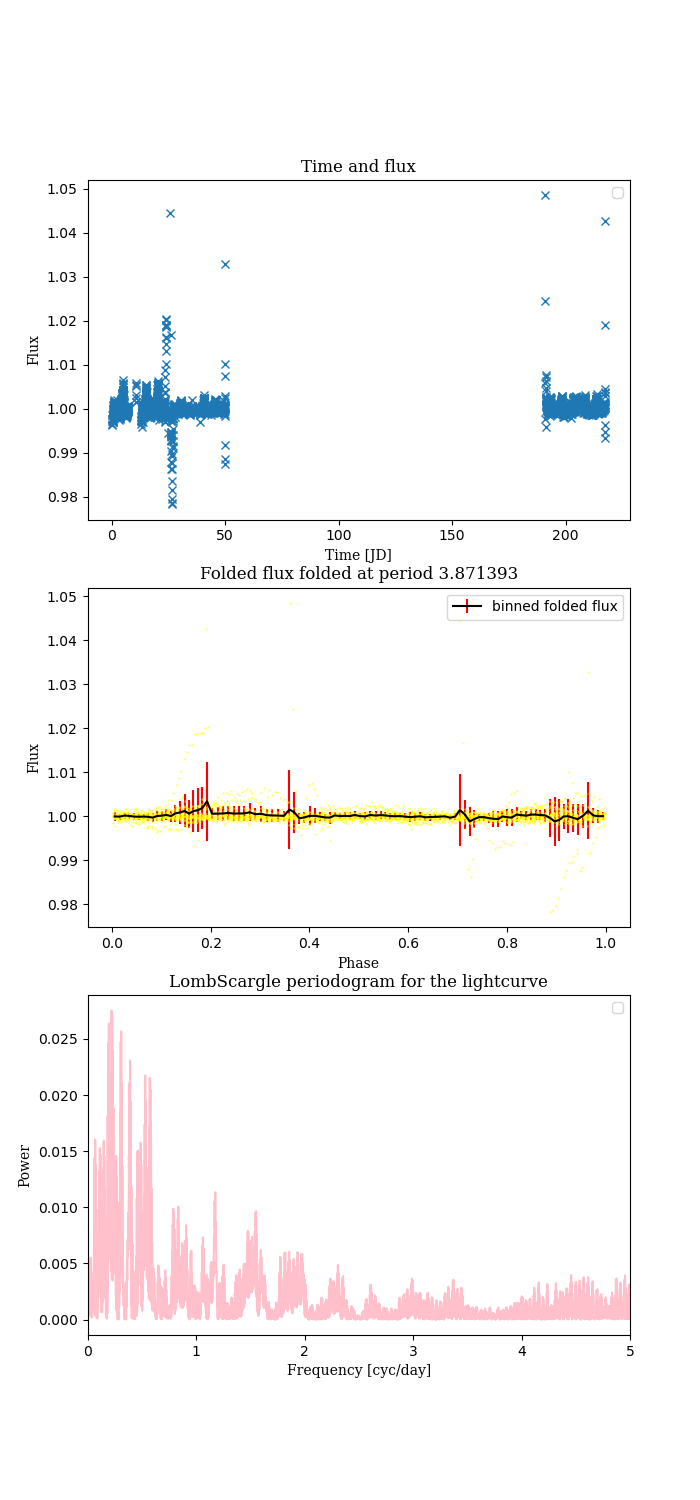 Time and flux
1.05
1.04
1.03
1.02
1.01
1.00
0.99
0.98
Flux
0 50 100 150 200
Time [JD]
Folded flux folded at period 3.871393
binned folded flux
1.05
1.04
1.03
1.02
1.01
1.00
0.99
0.98
Flux
0.0 0.2 0.4 0.6 0.8 1.0
Phase
LombScargle periodogram for the lightcurve
0.025
0.020
0.015
0.010
0.005
0.000
Power
0 1 2 3 4 5
Frequency [cyc/day]